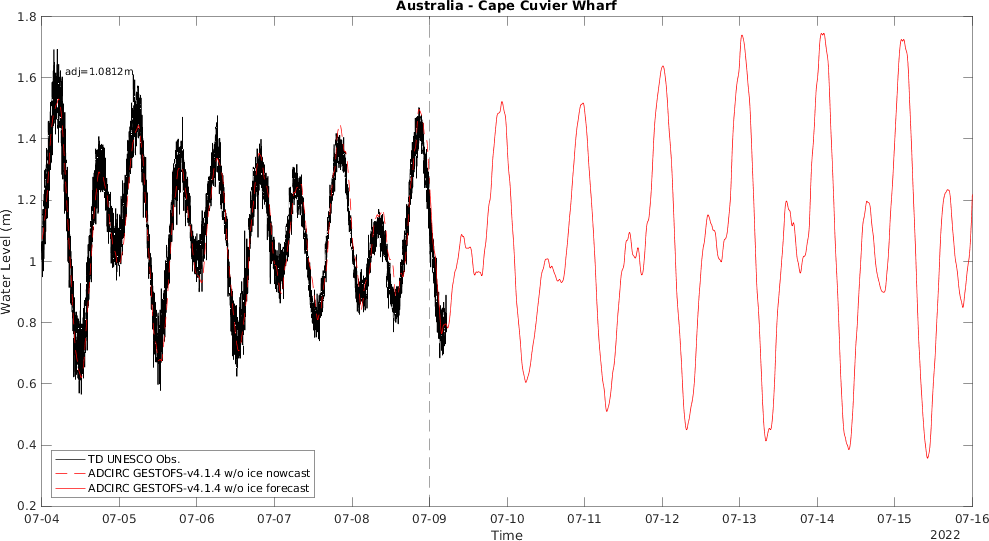 Australia - Cape Cuvier Wharf
1.8
1.6
1.4
1.2
1
0.8
0.6
0.4
0.2
Water Level (m)
adj=1.0812m
TD UNESCO Obs.
ADCIRC GESTOFS-v4.1.4 w/o ice nowcast
ADCIRC GESTOFS-v4.1.4 w/o ice forecast
07-04 07-05 07-06 07-07 07-08 07-09 07-10 07-11 07-12 07-13 07-14 07-15 07-16
Time
2022